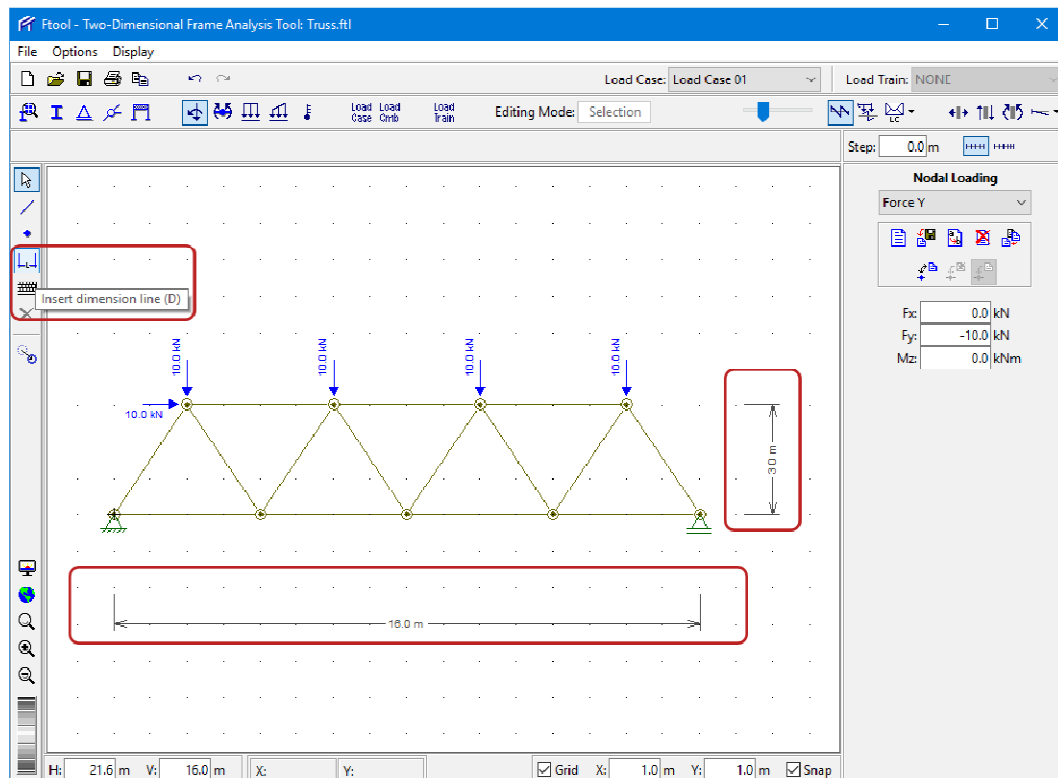 Ftool - Two-Dimensional Frame Analysis Tool: Truss.ftl
File Options Display
Load Case: Load Case 01 Load Train: NONE
Load Case Load Cmb Load Train Editing Mode: Selection LC
Step: 0.0 m
Nodal Loading
Force Y
Insert dimension line (D)
Fx: 0.0 kN
Fy: -10.0 kN
Mz: 0.0 kNm
10.0 kN 10.0 kN 10.0 kN 10.0 kN
10.0 kN
3.0 m
16.0 m
H: 21.6 m V: 16.0 m X: Y: Grid X: 1.0 m Y: 1.0 m Snap